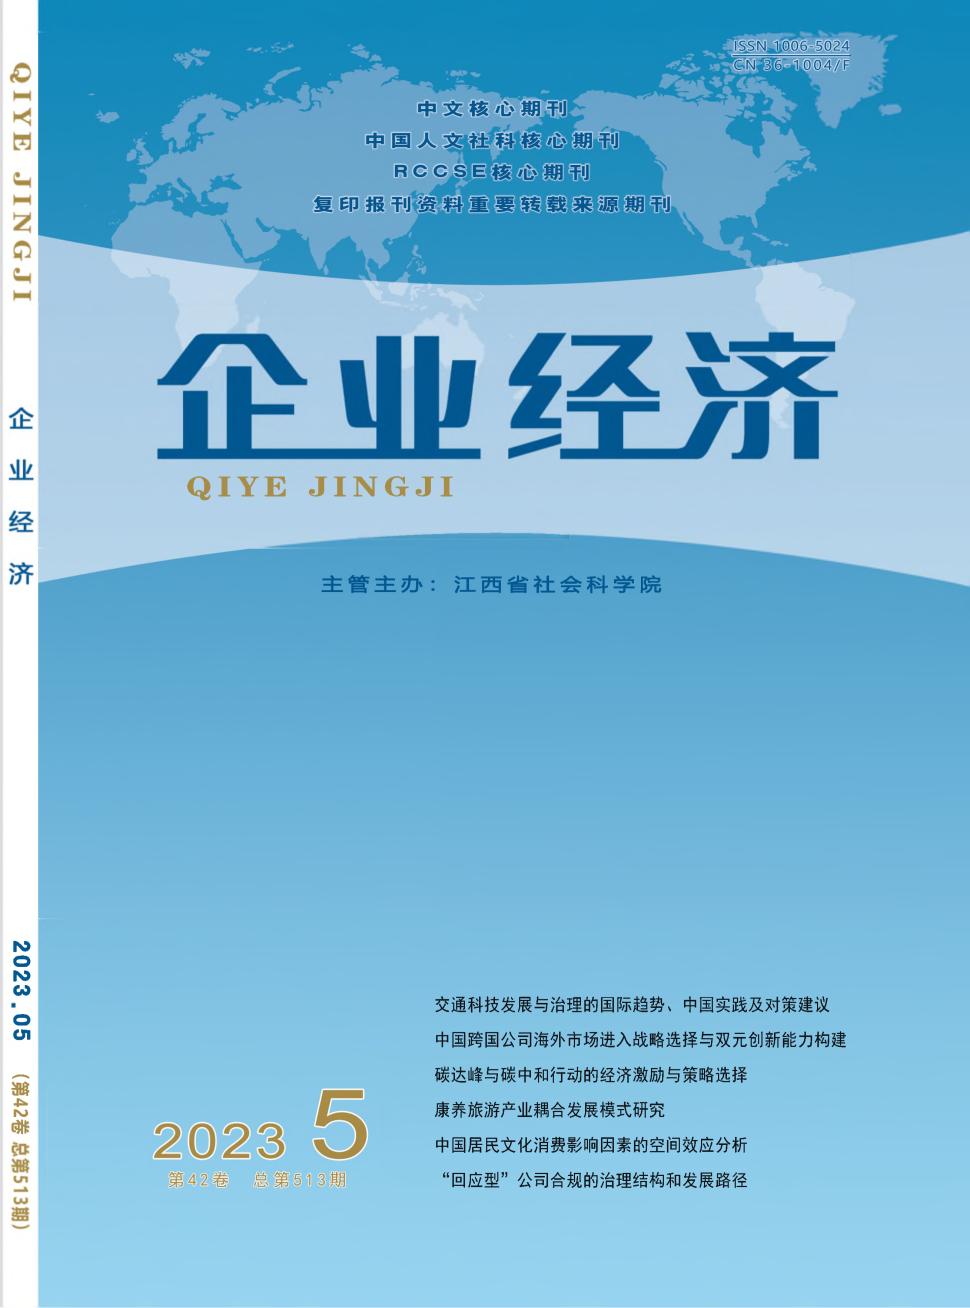 ISSN 1006-5024
CN 36-1004/F
中文核心期刊
中国人文社科核心期刊
RCCSE核心期刊
复印报刊资料重要转载来源期刊
企业经济
QIYE JINGJI
主管主办：江西省社会科学院
交通科技发展与治理的国际趋势、中国实践及对策建议
中国跨国公司海外市场进入战略选择与双元创新能力构建
碳达峰与碳中和行动的经济激励与策略选择
康养旅游产业耦合发展模式研究
中国居民文化消费影响因素的空间效应分析
“回应型”公司合规的治理结构和发展路径
2023 5
第42卷 总第513期
QIYE JINGJI
企业经济
2023.05
（第42卷 总第513期）